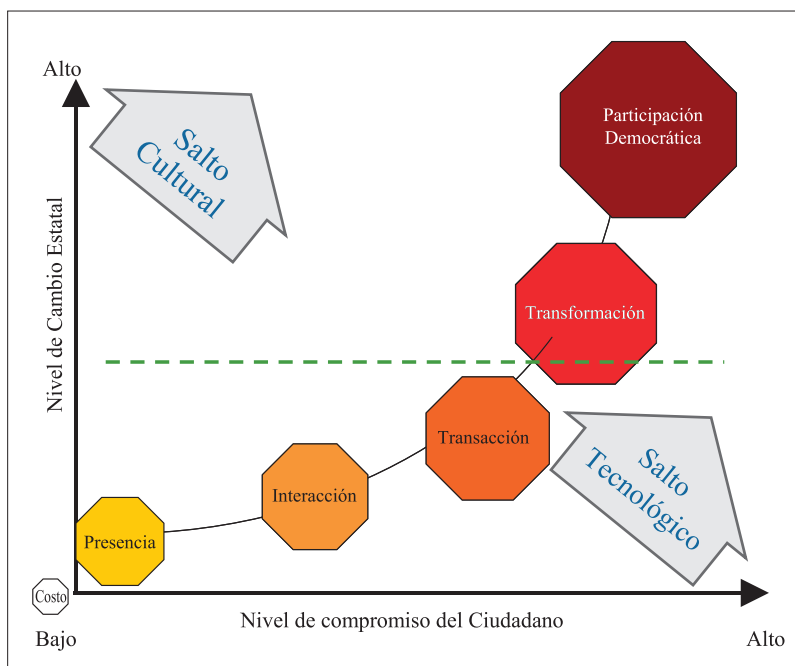 Alto
Salto
Cultural
Participación
Democrática
Nivel de Cambio Estatal
Transformación
Transacción
Salto
Tecnológico
Interacción
Presencia
Costo
Nivel de compromiso del Ciudadano
Bajo
Alto